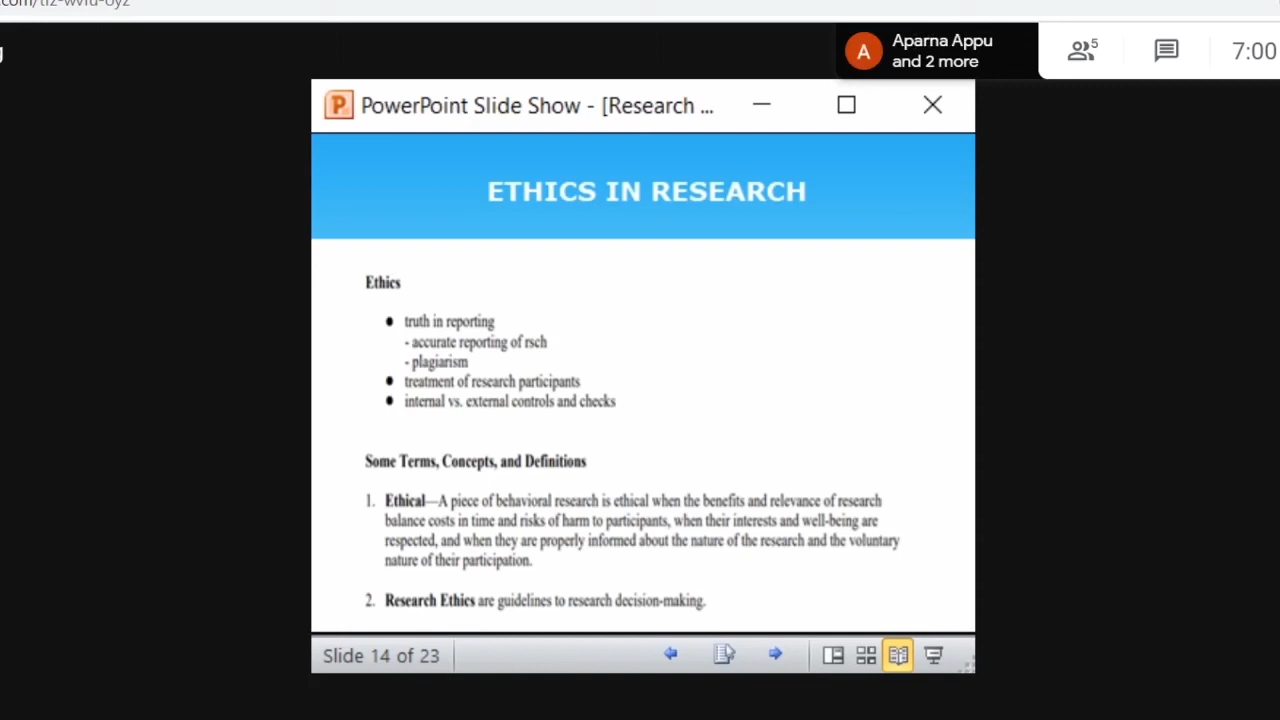 Aparna Appu
and 2 more
5
7:00
A
PowerPoint Slide Show - [Research ...
ETHICS IN RESEARCH
Ethics
● truth in reporting
- accurate reporting of rsch
- plagiarism
● treatment of research participants
● internal vs. external controls and checks
Some Terms, Concepts, and Definitions
1. Ethical—A piece of behavioral research is ethical when the benefits and relevance of research
balance costs in time and risks of harm to participants, when their interests and well-being are
respected, and when they are properly informed about the nature of the research and the voluntary
nature of their participation.
2. Research Ethics are guidelines to research decision-making.
Slide 14 of 23